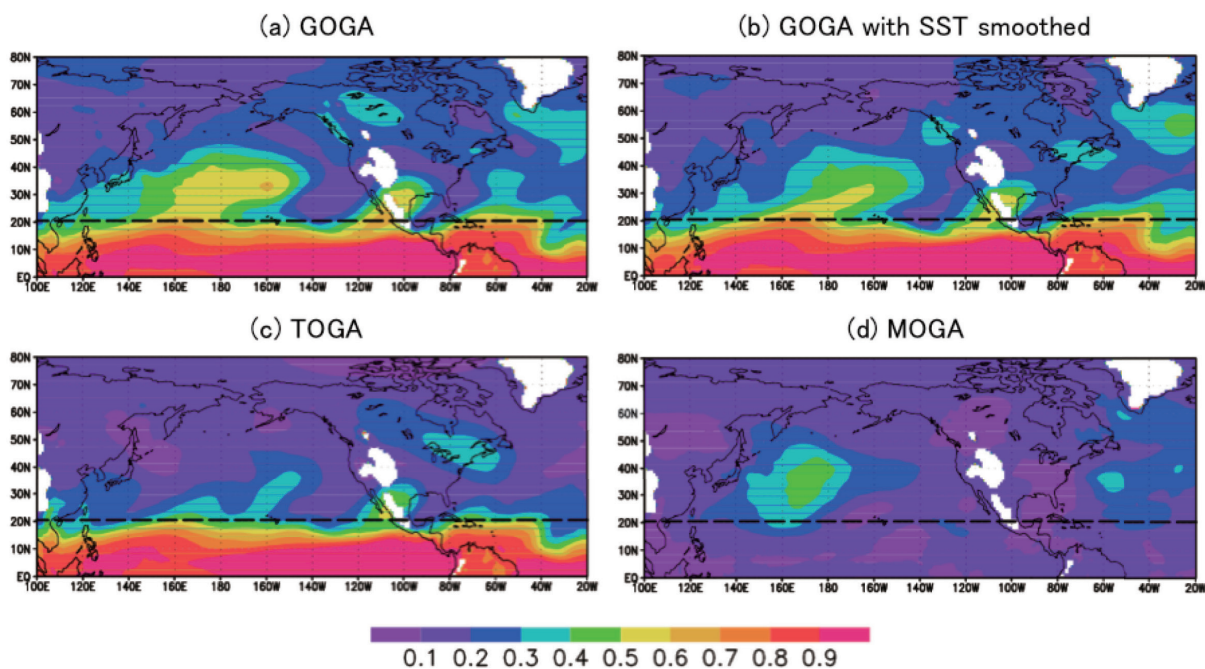 (a) GOGA
(b) GOGA with SST smoothed
80N
70N
60N
50N
40N
30N
20N
10N
EQ
100E 120E 140E 160E 180 160W 140W 120W 100W 80W 60W 40W 20W
80N
70N
60N
50N
40N
30N
20N
10N
EQ
100E 120E 140E 160E 180 160W 140W 120W 100W 80W 60W 40W 20W
(c) TOGA
(d) MOGA
80N
70N
60N
50N
40N
30N
20N
10N
EQ
100E 120E 140E 160E 180 160W 140W 120W 100W 80W 60W 40W 20W
80N
70N
60N
50N
40N
30N
20N
10N
EQ
100E 120E 140E 160E 180 160W 140W 120W 100W 80W 60W 40W 20W
0.1 0.2 0.3 0.4 0.5 0.6 0.7 0.8 0.9